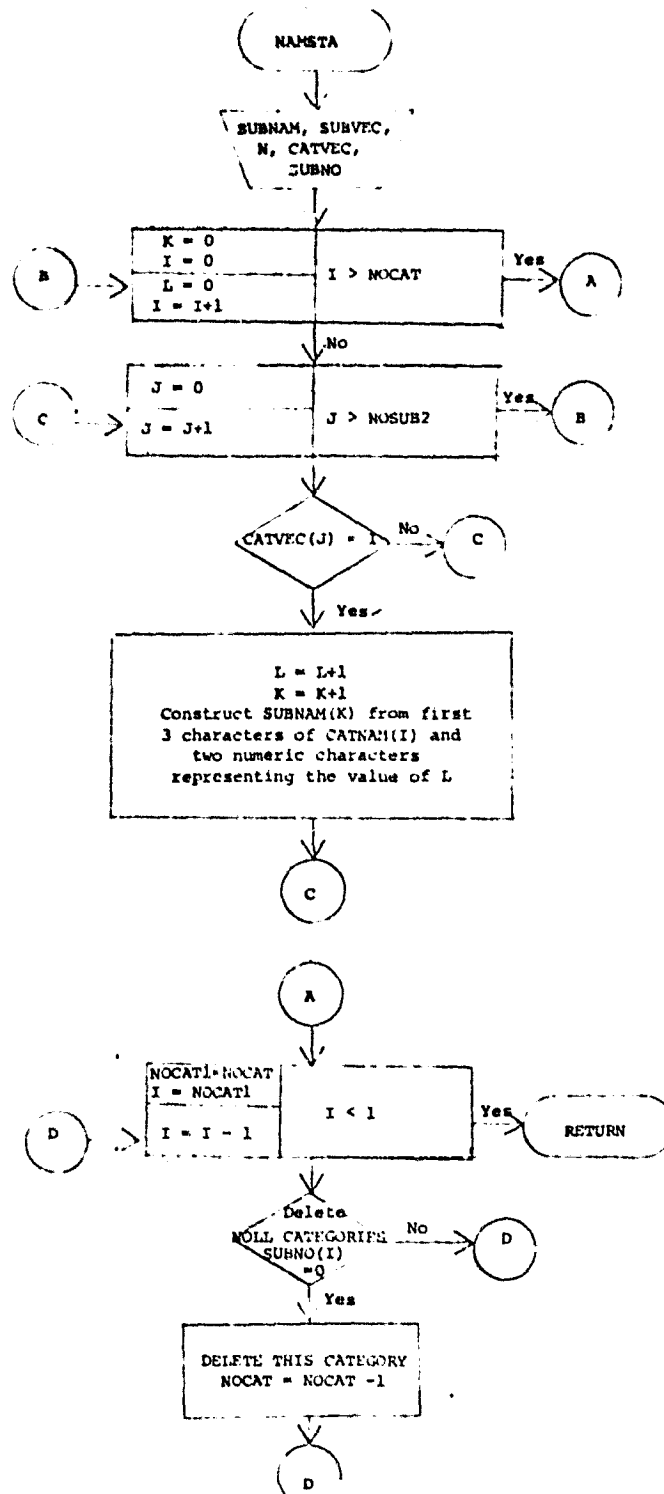 NAMSTA
SUBNAM, SUBVEC,
N, CATVEC,
SUBNO
K = 0
I = 0
L = 0
I = I+1
I > NOCAT
Yes
A
B
No
J = 0
J = J+1
J > NOSUB2
Yes
B
C
CATVEC(J) = 1
No
C
Yes
L = L+1
K = K+1
Construct SUBNAM(K) from first
3 characters of CATNAM(I) and
two numeric characters
representing the value of L
C
A
NOCAT1=NOCAT
I = NOCAT1
I = I - 1
I < 1
Yes
RETURN
D
Delete
NULL CATEGORIES
SUBNO(I)
=0
No
D
Yes
DELETE THIS CATEGORY
NOCAT = NOCAT -1
D